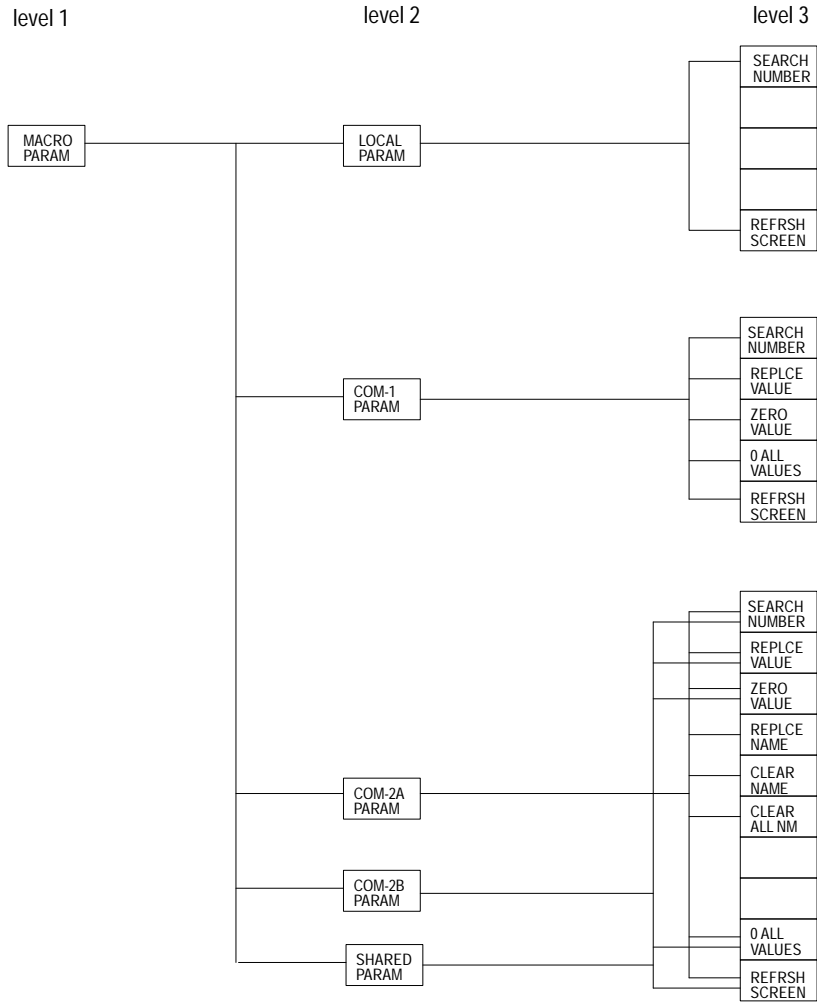 level 1
level 2
level 3
MACRO
PARAM
LOCAL
PARAM
SEARCH
NUMBER
REFRSH
SCREEN
COM-1
PARAM
SEARCH
NUMBER
REPLCE
VALUE
ZERO
VALUE
0 ALL
VALUES
REFRSH
SCREEN
COM-2A
PARAM
COM-2B
PARAM
SHARED
PARAM
SEARCH
NUMBER
REPLCE
VALUE
ZERO
VALUE
REPLCE
NAME
CLEAR
NAME
CLEAR
ALL NM
0 ALL
VALUES
REFRSH
SCREEN